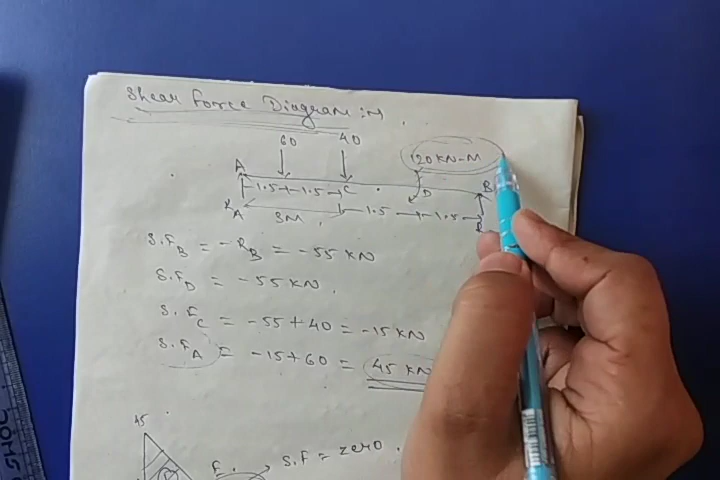 Shear Force Diagram :-
60 40 120 KN-M
A B
1.5 1.5 C D
RA 3M 1.5 1.5 R
S.FB = -RB = -55 KN
S.FD = -55 KN.
S.FC = -55+40 = -15 KN
S.FA = -15+60 = 45 KN
45
F. S.F = zero.